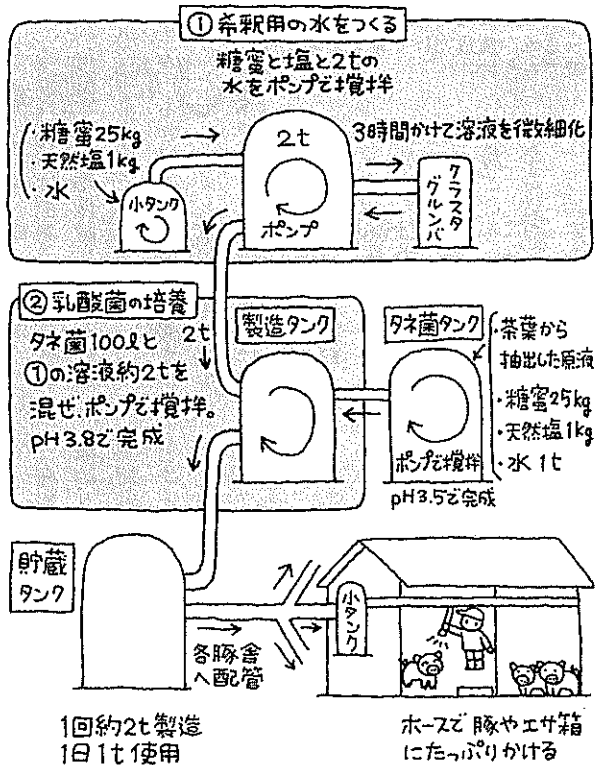 ①希釈用の水をつくる
糖蜜と塩と2tの
水をポンプで撹拌
・糖蜜25kg
・天然塩1kg
・水
小タンク
2t
ポンプ
3時間かけて溶液を微細化
クラスタ
グルンバ
②乳酸菌の培養
タネ菌100ℓと
①の溶液約2tを
混ぜ、ポンプで撹拌。
pH3.8で完成
2t
製造タンク
タネ菌タンク
・茶葉から
抽出した原液
・糖蜜25kg
・天然塩1kg
・水1t
ポンプで撹拌
pH3.5で完成
貯蔵
タンク
各豚舎
へ配管
小タンク
1回約2t製造
1日1t使用
ホースで豚やエサ箱
にたっぷりかける